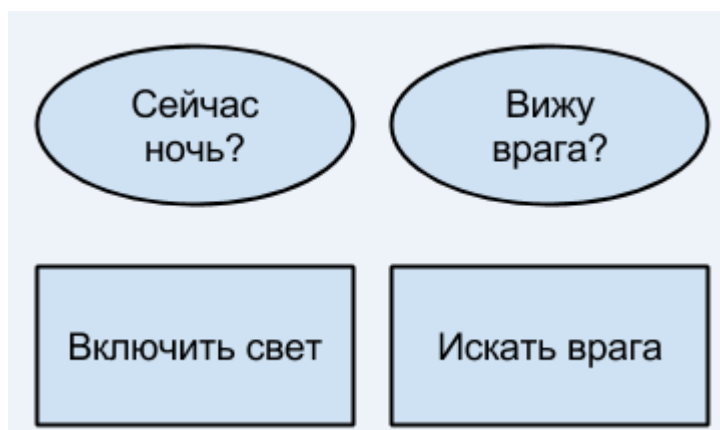 Сейчас
ночь?
Вижу
врага?
Включить свет
Искать врага